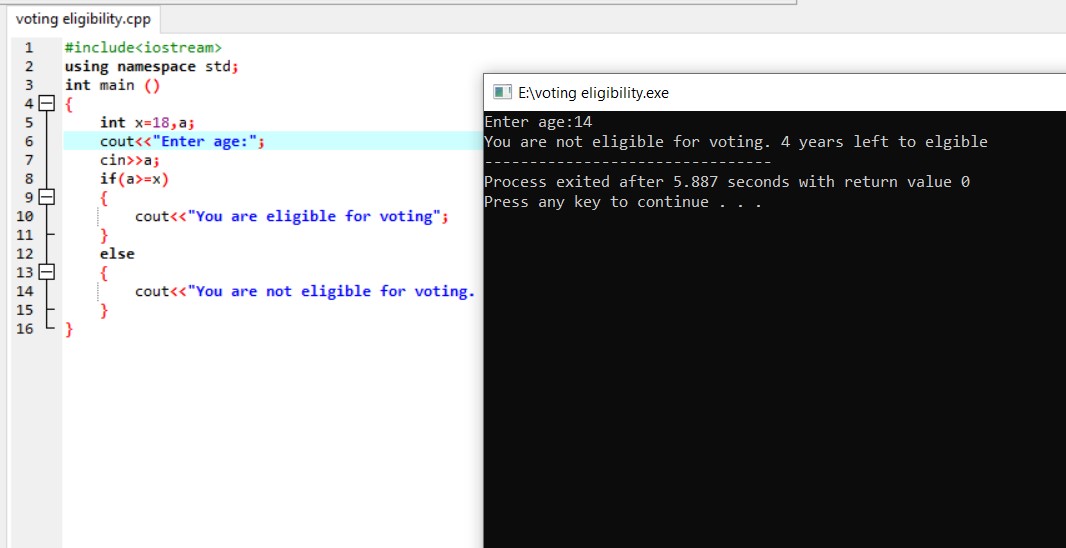 voting eligibility.cpp
1 #include<iostream>
2 using namespace std;
3 int main ()
4 {
5 int x=18,a;
6 cout<<"Enter age:";
7 cin>>a;
8 if(a>=x)
9 {
10 cout<<"You are eligible for voting";
11 }
12 else
13 {
14 cout<<"You are not eligible for voting.
15 }
16 }
E:\voting eligibility.exe
Enter age:14
You are not eligible for voting. 4 years left to elgible
--------------------------------
Process exited after 5.887 seconds with return value 0
Press any key to continue . . .